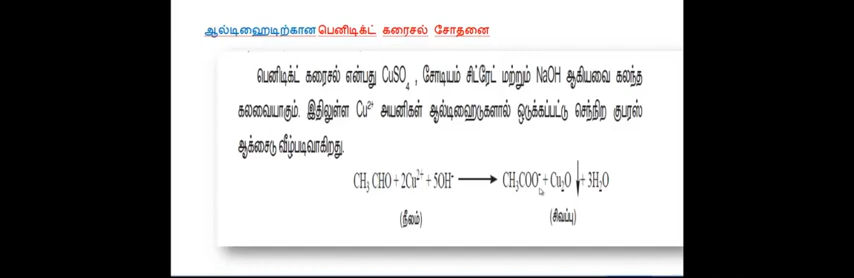 ஆல்டிஹைடிற்கான பெனிடிக்ட் கரைசல் சோதனை
பெனிடிக்ட் கரைசல் என்பது CuSO₄ , சோடியம் சிட்ரேட் மற்றும் NaOH ஆகியவை கலந்த
கலவையாகும். இதிலுள்ள Cu²⁺ அயனிகள் ஆல்டிஹைடுகளால் ஒடுக்கப்பட்டு செந்நிற குபரஸ்
ஆக்சைடு வீழ்படிவாகிறது.
CH₃ CHO + 2Cu²⁺ + 5OH⁻ ⟶ CH₃COO⁻ + Cu₂O ↓ + 3H₂O
(நீலம்) (சிவப்பு)